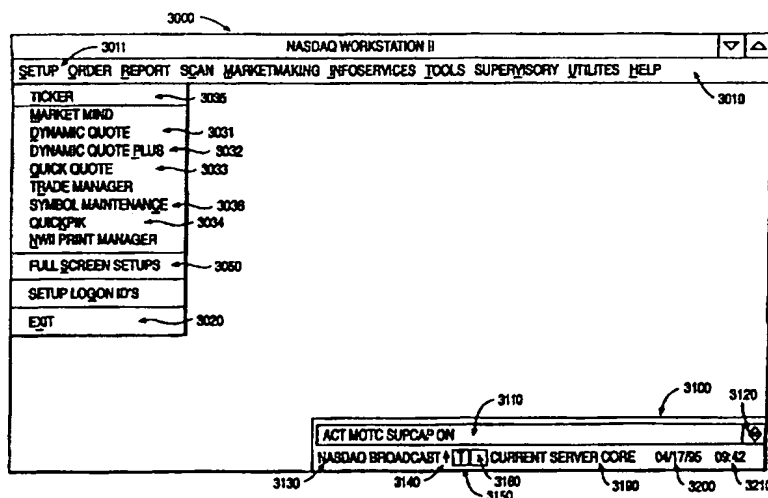 3000
3011
NASDAQ WORKSTATION II
SETUP ORDER REPORT SCAN MARKETMAKING INFOSERVICES TOOLS SUPERVISORY UTILITES HELP
3010
TICKER 3035
MARKET MIND
DYNAMIC QUOTE 3031
DYNAMIC QUOTE PLUS 3032
QUICK QUOTE 3033
TRADE MANAGER
SYMBOL MAINTENANCE 3036
QUICKPIK 3034
NWII PRINT MANAGER
FULL SCREEN SETUPS 3050
SETUP LOGON ID'S
EXIT 3020
3100
3110
3120
ACT MOTC SUPCAP ON
NASDAQ BROADCAST T CURRENT SERVER CORE 04/17/95 09:42
3130 3140 3150 3160 3190 3200 3210